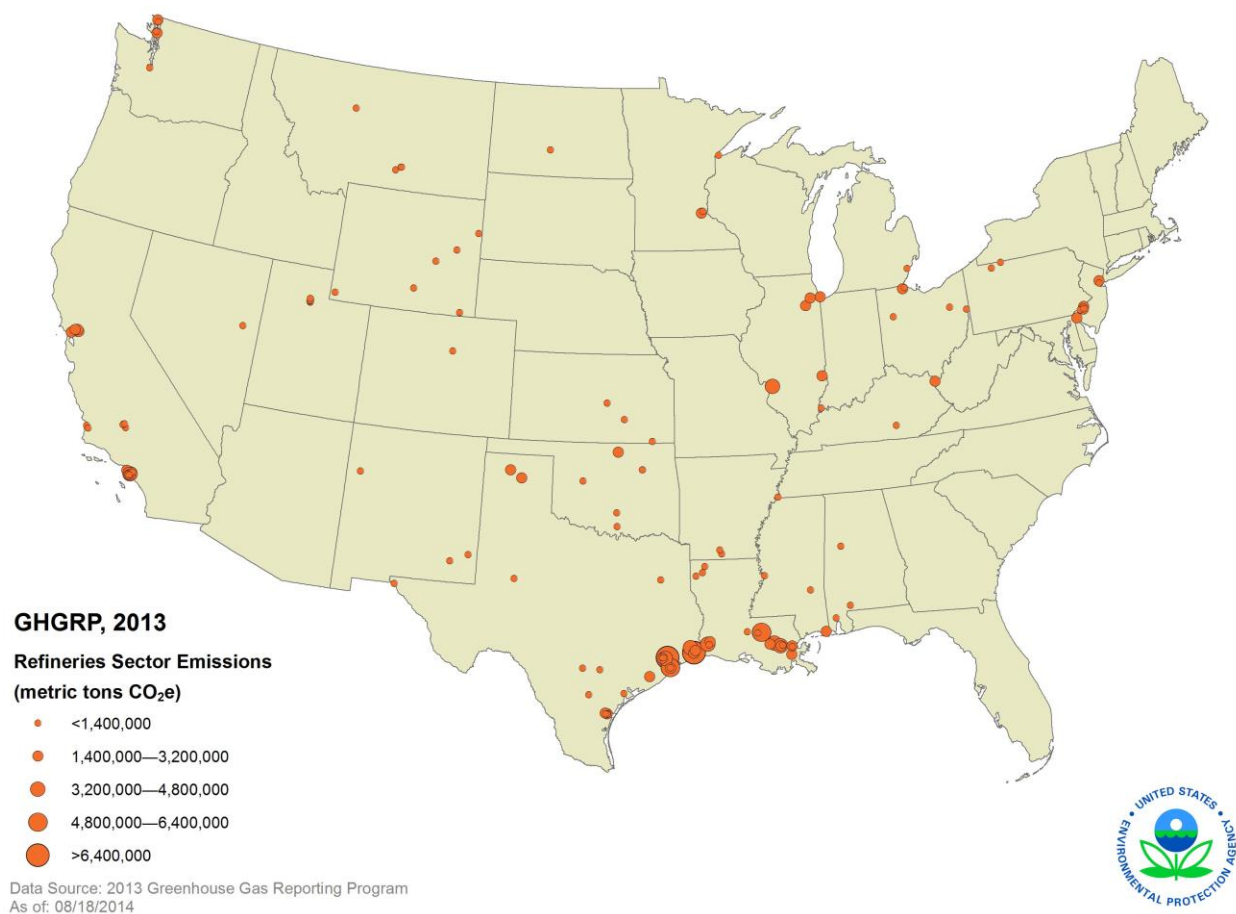 GHGRP, 2013
Refineries Sector Emissions
(metric tons CO₂e)
<1,400,000
1,400,000—3,200,000
3,200,000—4,800,000
4,800,000—6,400,000
>6,400,000
Data Source: 2013 Greenhouse Gas Reporting Program
As of: 08/18/2014
UNITED STATES
ENVIRONMENTAL PROTECTION AGENCY